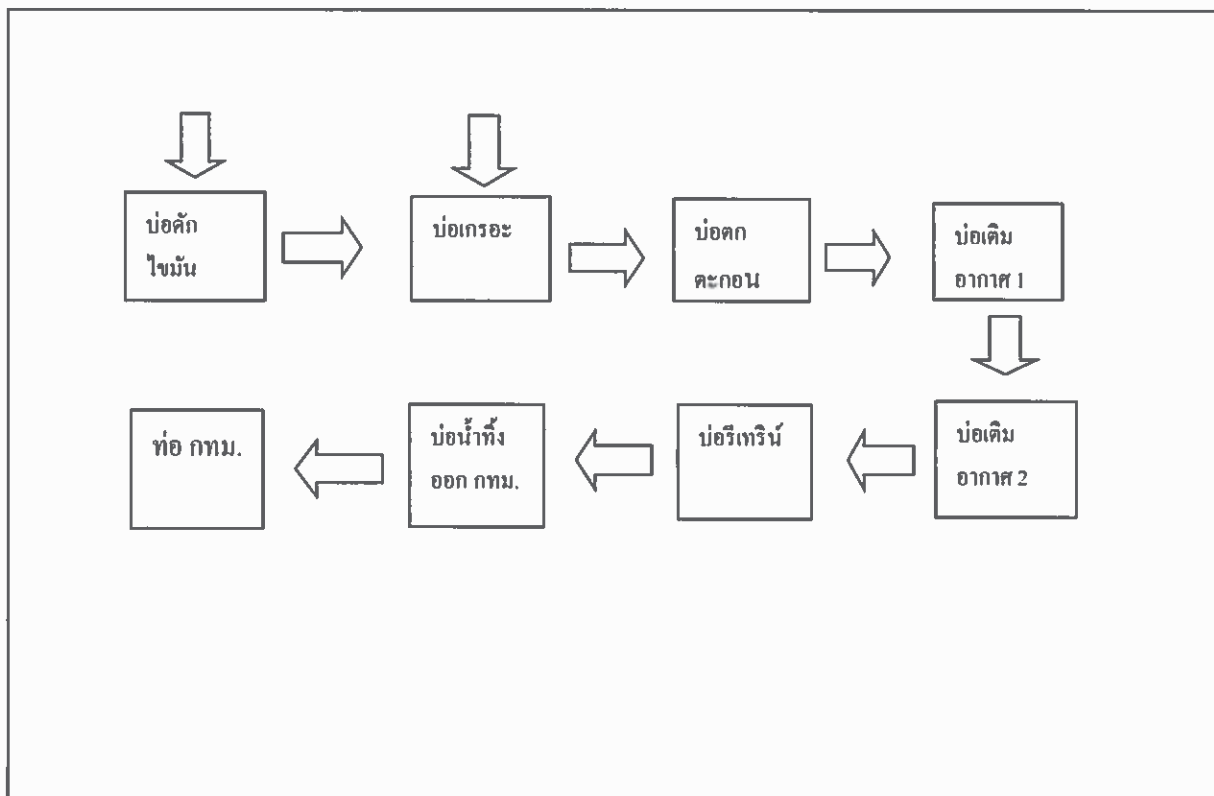 บ่อดัก
ไขมัน
บ่อเกรอะ
บ่อตก
ตะกอน
บ่อเติม
อากาศ 1
ท่อ กทม.
บ่อน้ำทิ้ง
ออก กทม.
บ่อรีเทริน์
บ่อเติม
อากาศ 2